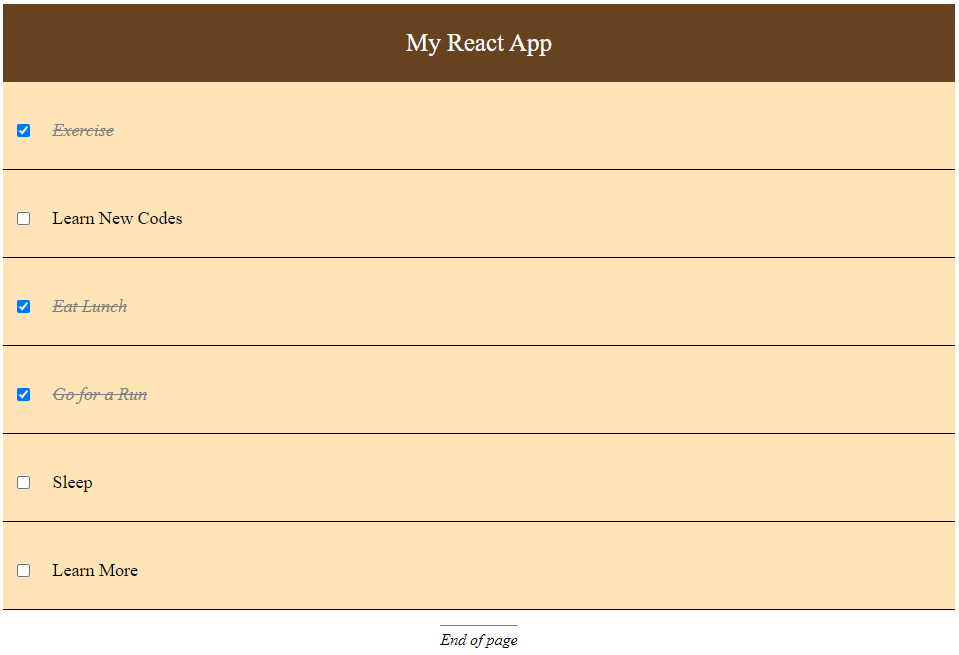 My React App
Exercise
Learn New Codes
Eat Lunch
Go for a Run
Sleep
Learn More
End of page